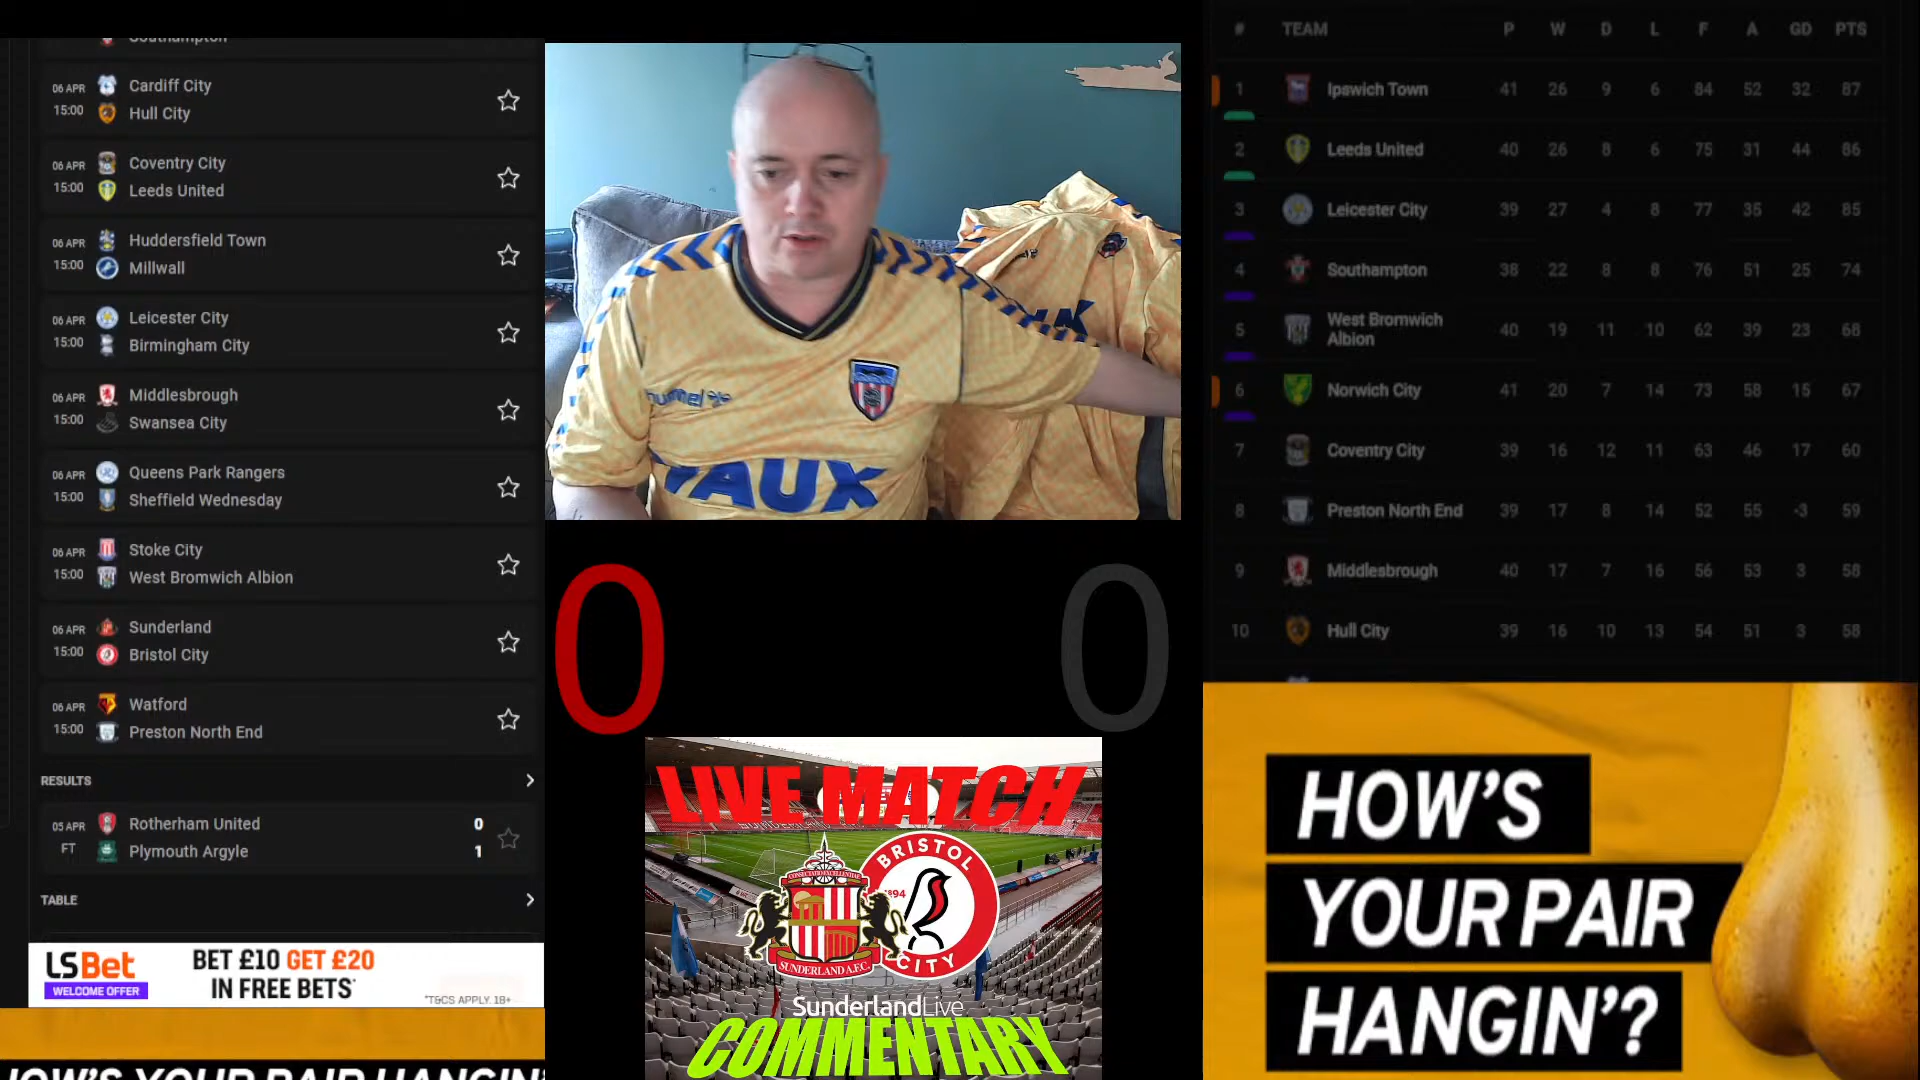 Southampton
06 APR
15:00
Cardiff City
Hull City
06 APR
15:00
Coventry City
Leeds United
06 APR
15:00
Huddersfield Town
Millwall
06 APR
15:00
Leicester City
Birmingham City
06 APR
15:00
Middlesbrough
Swansea City
06 APR
15:00
Queens Park Rangers
Sheffield Wednesday
06 APR
15:00
Stoke City
West Bromwich Albion
06 APR
15:00
Sunderland
Bristol City
06 APR
15:00
Watford
Preston North End
RESULTS
05 APR
FT
Rotherham United 0
Plymouth Argyle 1
TABLE
LSBet
WELCOME OFFER
BET £10 GET £20
IN FREE BETS*
*T&CS APPLY. 18+
HOW'S YOUR PAIR HANGIN'
hummel
VAUX
0 0
LIVE MATCH
BRISTOL
1894
CITY
CONSECTATIO EXCELLENTIAE
SUNDERLAND A.F.C.
SunderlandLive
COMMENTARY
# TEAM P W D L F A GD PTS
1 Ipswich Town 41 26 9 6 84 52 32 87
2 Leeds United 40 26 8 6 75 31 44 86
3 Leicester City 39 27 4 8 77 35 42 85
4 Southampton 38 22 8 8 76 51 25 74
5 West Bromwich
Albion 40 19 11 10 62 39 23 68
6 Norwich City 41 20 7 14 73 58 15 67
7 Coventry City 39 16 12 11 63 46 17 60
8 Preston North End 39 17 8 14 52 55 -3 59
9 Middlesbrough 40 17 7 16 56 53 3 58
10 Hull City 39 16 10 13 54 51 3 58
HOW'S
YOUR PAIR
HANGIN'?